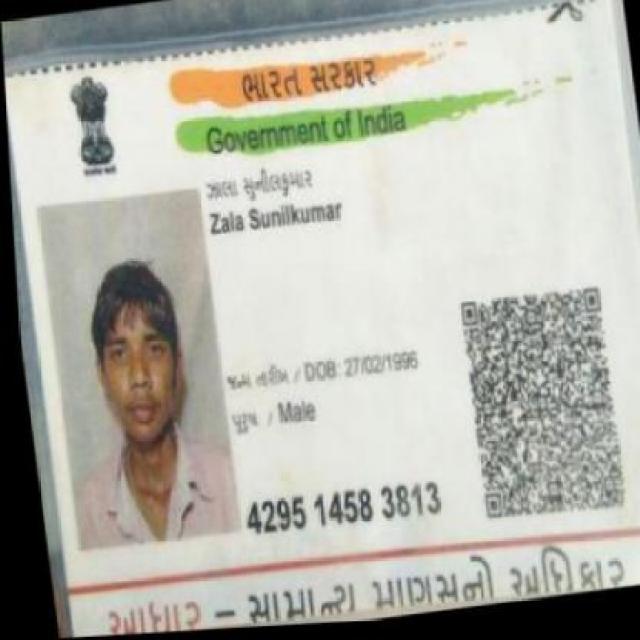 ભારત સરકાર
Government of India
ઝાલા સુનીલકુમાર
Zala Sunilkumar
જન્મ તારીખ / DOB: 27/02/1996
પુરૂષ / Male
4295 1458 3813
આધાર – સામાન્ય માણસનો અધિકાર